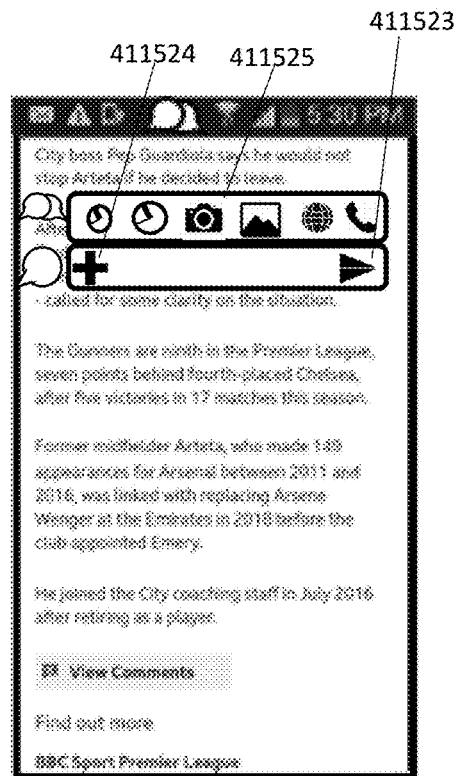 411523
411524
411525
5:30 PM
City boss Pep Guardiola says he would not
stop Arteta if he decided to leave.
- called for some clarity on the situation.
The Gunners are ninth in the Premier League,
seven points behind fourth-placed Chelsea,
after five victories in 17 matches this season.
Former midfielder Arteta, who made 149
appearances for Arsenal between 2011 and
2016, was linked with replacing Arsene
Wenger at the Emirates in 2018 before the
club appointed Emery.
He joined the City coaching staff in July 2016
after retiring as a player.
View Comments
Find out more
BBC Sport Premier League